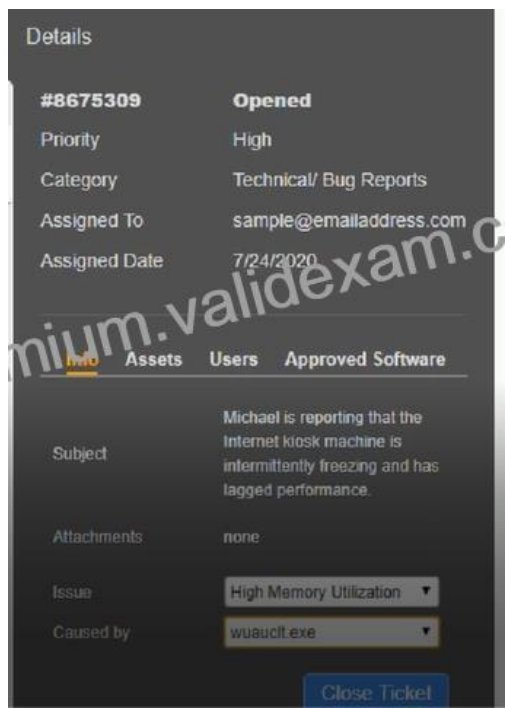 Details
#8675309 Opened
Priority High
Category Technical/ Bug Reports
Assigned To sample@emailaddress.com
Assigned Date 7/24/2020
mium.validexam.c
Info Assets Users Approved Software
Subject Michael is reporting that the
Internet kiosk machine is
intermittently freezing and has
lagged performance.
Attachments none
Issue High Memory Utilization
Caused by wuauclt.exe
Close Ticket